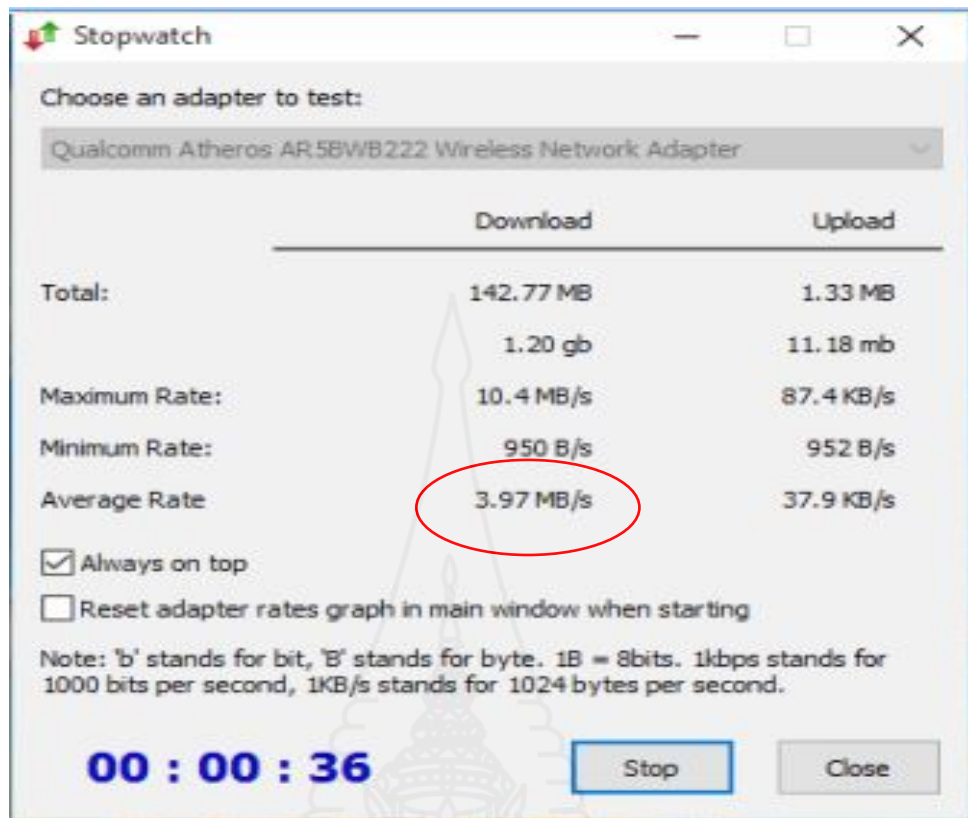 Stopwatch
Choose an adapter to test:
Qualcomm Atheros AR5BWB222 Wireless Network Adapter
Download Upload
Total: 142.77 MB 1.33 MB
1.20 gb 11.18 mb
Maximum Rate: 10.4 MB/s 87.4 KB/s
Minimum Rate: 950 B/s 952 B/s
Average Rate 3.97 MB/s 37.9 KB/s
Always on top
Reset adapter rates graph in main window when starting
Note: 'b' stands for bit, 'B' stands for byte. 1B = 8bits. 1kbps stands for
1000 bits per second, 1KB/s stands for 1024 bytes per second.
00 : 00 : 36 Stop Close